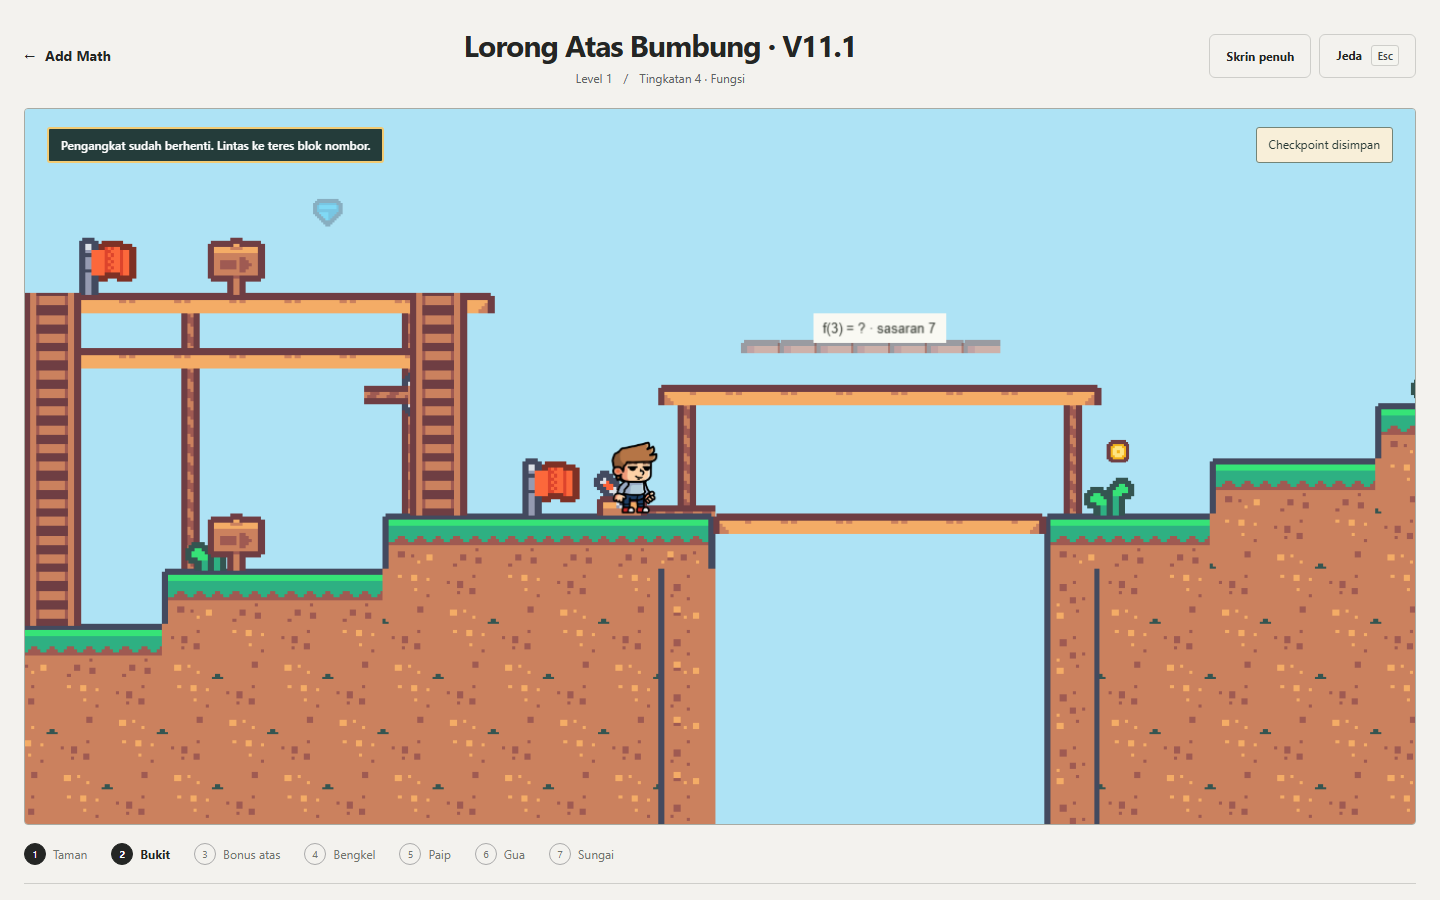 ← Add Math
Lorong Atas Bumbung · V11.1
Level 1 / Tingkatan 4 · Fungsi
Skrin penuh
Jeda Esc
Pengangkat sudah berhenti. Lintas ke teres blok nombor.
Checkpoint disimpan
f(3) = ? · sasaran 7
1 Taman
2 Bukit
3 Bonus atas
4 Bengkel
5 Paip
6 Gua
7 Sungai